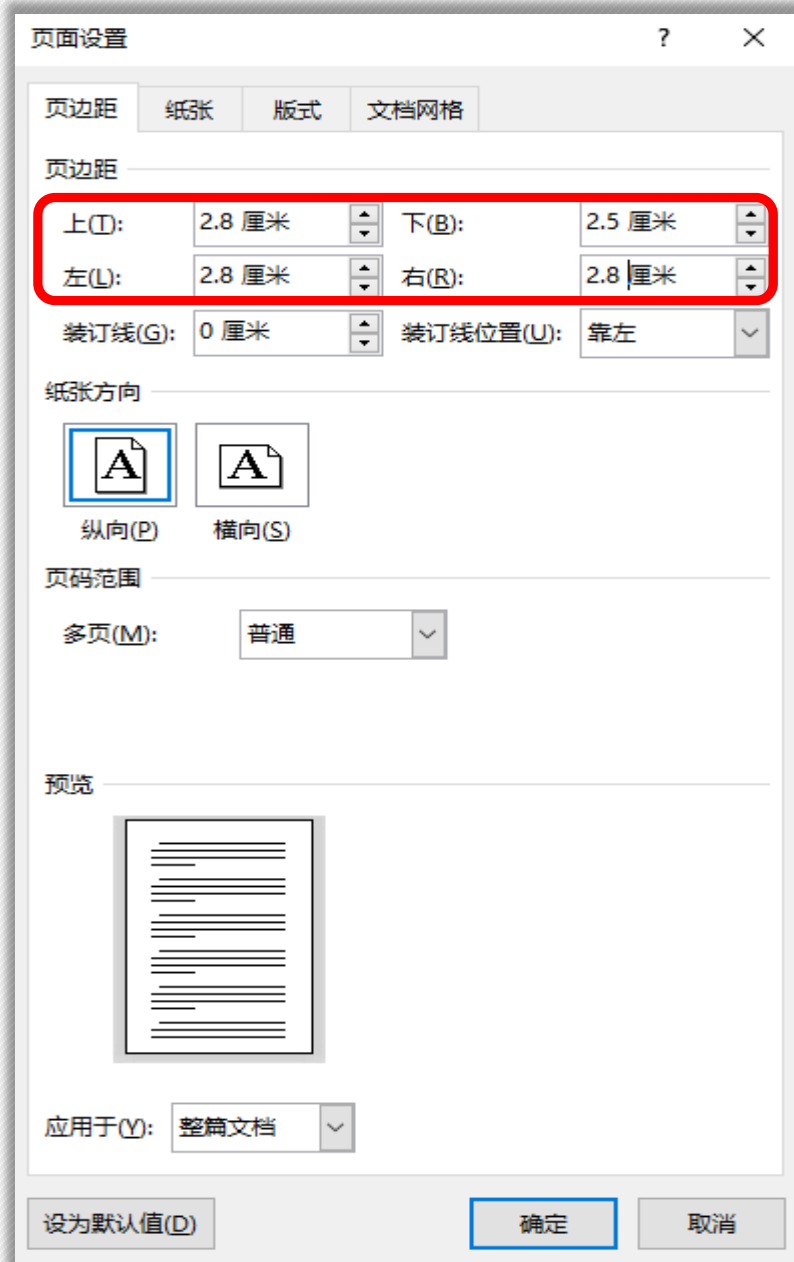 页面设置 ?
页边距 纸张 版式 文档网格
页边距
上(T): 2.8 厘米 下(B): 2.5 厘米
左(L): 2.8 厘米 右(R): 2.8 厘米
装订线(G): 0 厘米 装订线位置(U): 靠左
纸张方向
A A
纵向(P) 横向(S)
页码范围
多页(M): 普通
预览
应用于(Y): 整篇文档
设为默认值(D) 确定 取消